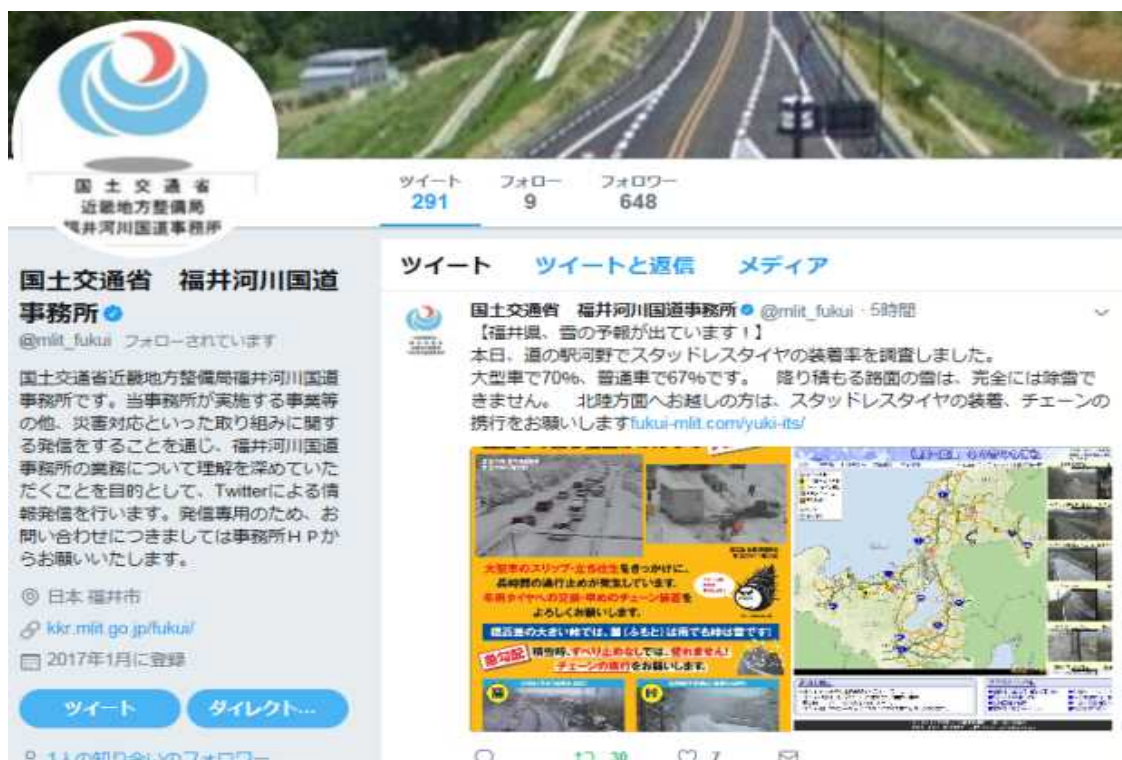 国土交通省
近畿地方整備局
福井河川国道事務所
ツイート フォロー フォロワー
291 9 648
国土交通省 福井河川国道
事務所
@mlit_fukui フォローされています
国土交通省近畿地方整備局福井河川国道
事務所です。当事務所が実施する事業等
の他、災害対応といった取り組みに関す
る発信をすることを通じ、福井河川国道
事務所の業務について理解を深めていた
だくことを目的として、Twitterによる情
報発信を行います。発信専用のため、お
問い合わせにつきましては事務所HPか
らお願いいたします。
日本 福井市
kkr.mlit.go.jp/fukui/
2017年1月に登録
ツイート ダイレクト...
1人の知り合いのフォロワー
ツイート ツイートと返信 メディア
国土交通省 福井河川国道事務所 @mlit_fukui · 5時間
【福井県、雪の予報が出ています！】
本日、道の駅河野でスタッドレスタイヤの装着率を調査しました。
大型車で70%、普通車で67%です。 降り積もる路面の雪は、完全には除雪で
きません。 北陸方面へお越しの方は、スタッドレスタイヤの装着、チェーンの
携行をお願いしますfukui-mlit.com/yuki-its/
大型車のスリップ・立ち往生をきっかけに、
長時間の通行止めが発生しています。
冬用タイヤへの交換・早めのチェーン装着を
よろしくお願いします。
急勾配
積雪時、すべり止めなしでは、登れません！
チェーンの携行をお願いします。
30 7